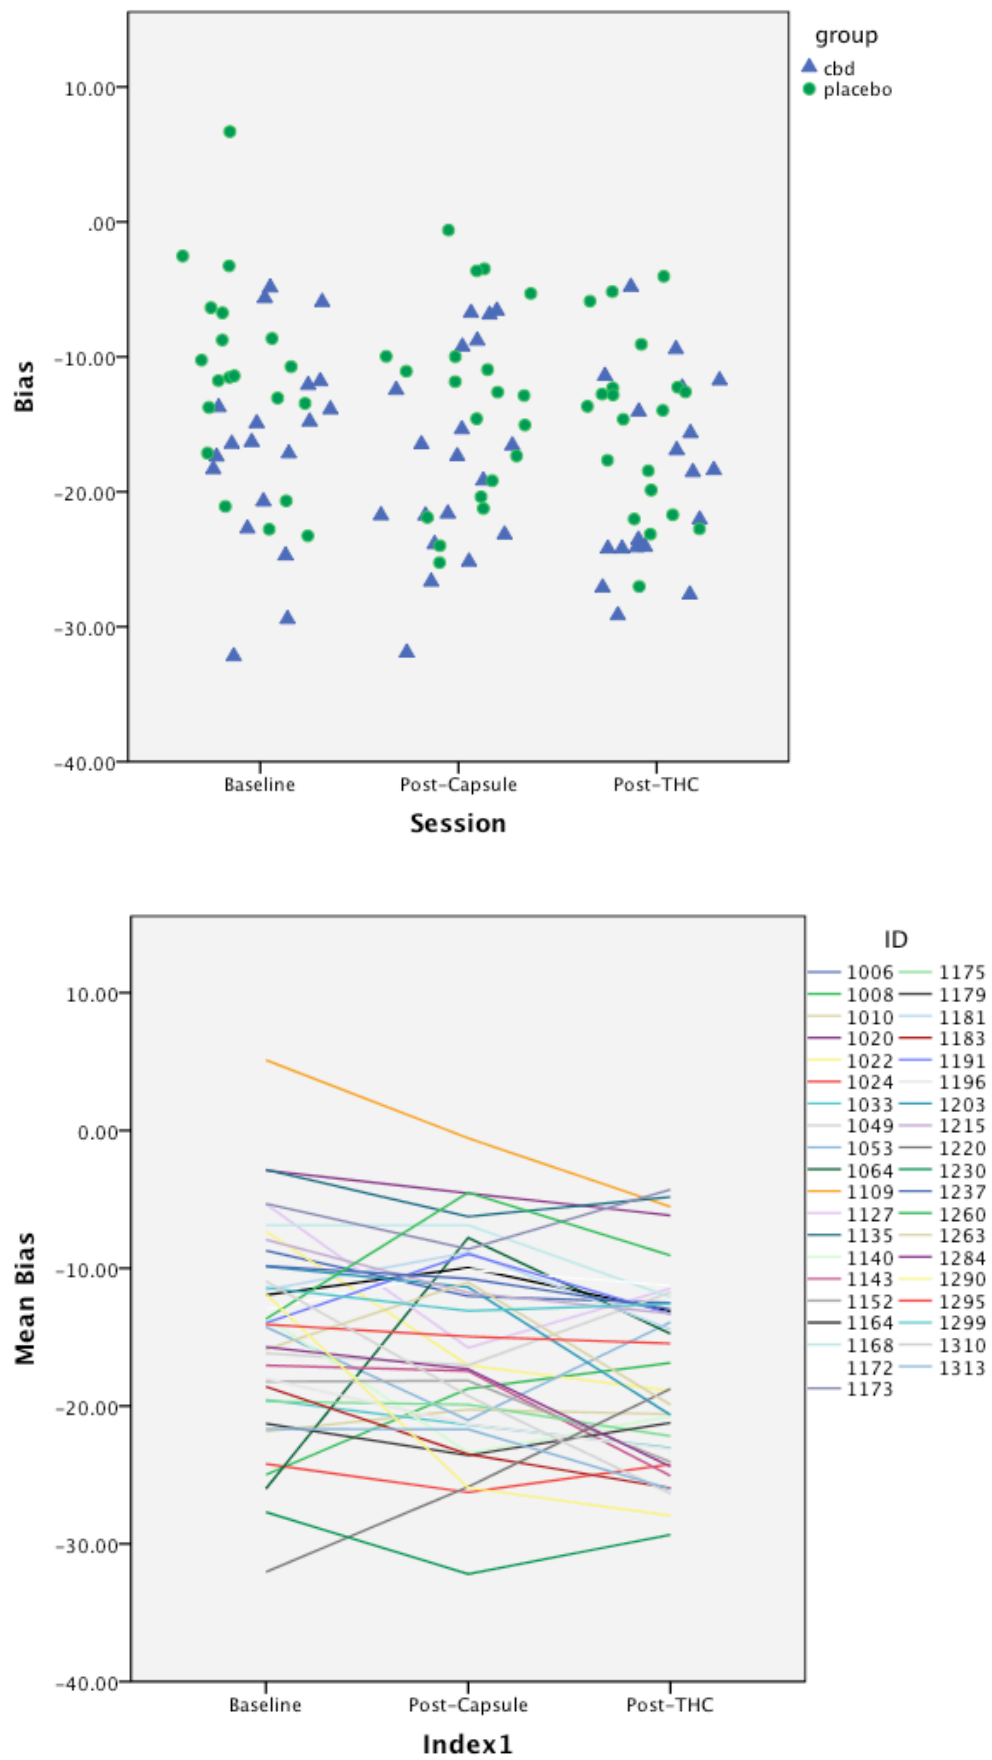 group
cbd
placebo
10.00
.00
-10.00
-20.00
-30.00
-40.00
Bias
Baseline
Post-Capsule
Post-THC
Session
ID
1006 1175
1008 1179
1010 1181
1020 1183
1022 1191
1024 1196
1033 1203
1049 1215
1053 1220
1064 1230
1109 1237
1127 1260
1135 1263
1140 1284
1143 1290
1152 1295
1164 1299
1168 1310
1172 1313
1173
10.00
0.00
-10.00
-20.00
-30.00
-40.00
Mean Bias
Baseline
Post-Capsule
Post-THC
Index1